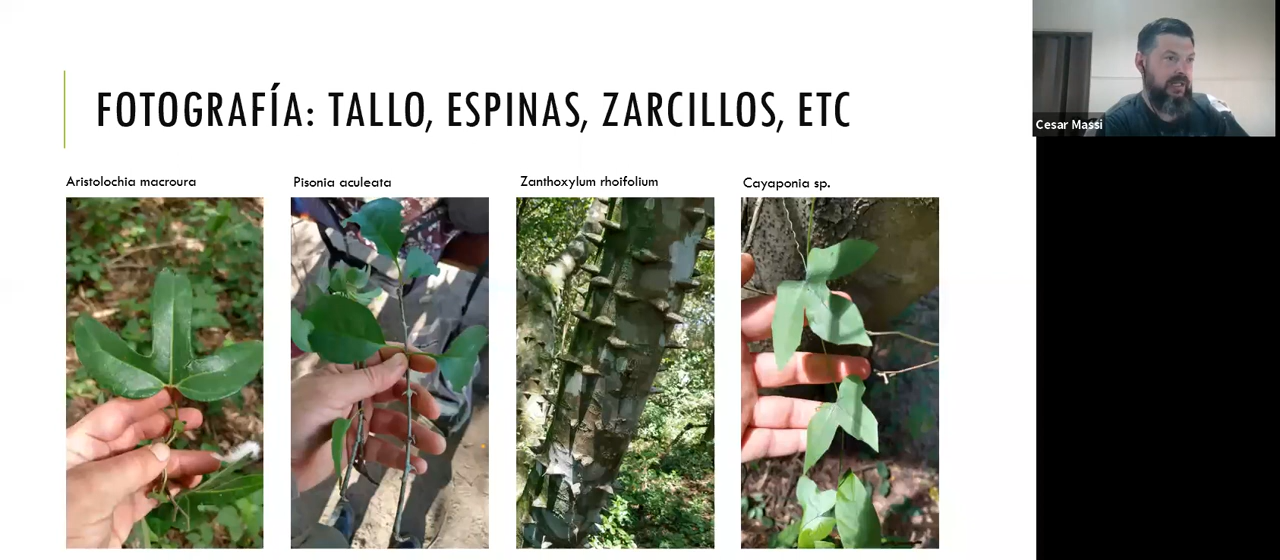 FOTOGRAFÍA: TALLO, ESPINAS, ZARCILLOS, ETC
Aristolochia macroura
Pisonia aculeata
Zanthoxylum rhoifolium
Cayaponia sp.
Cesar Massi